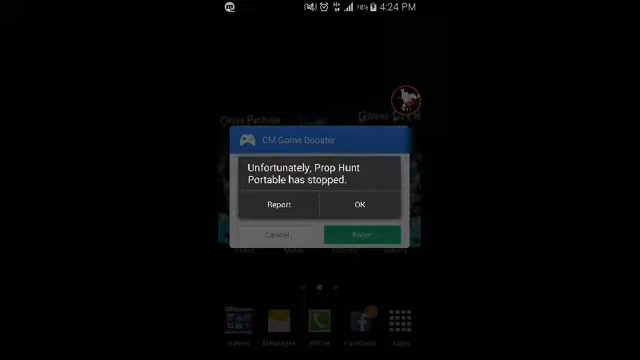 78% 4:24 PM
CM Game Booster
Unfortunately, Prop Hunt
Portable has stopped.
Report OK
Cancel
Games Messages Phone Facebook Apps